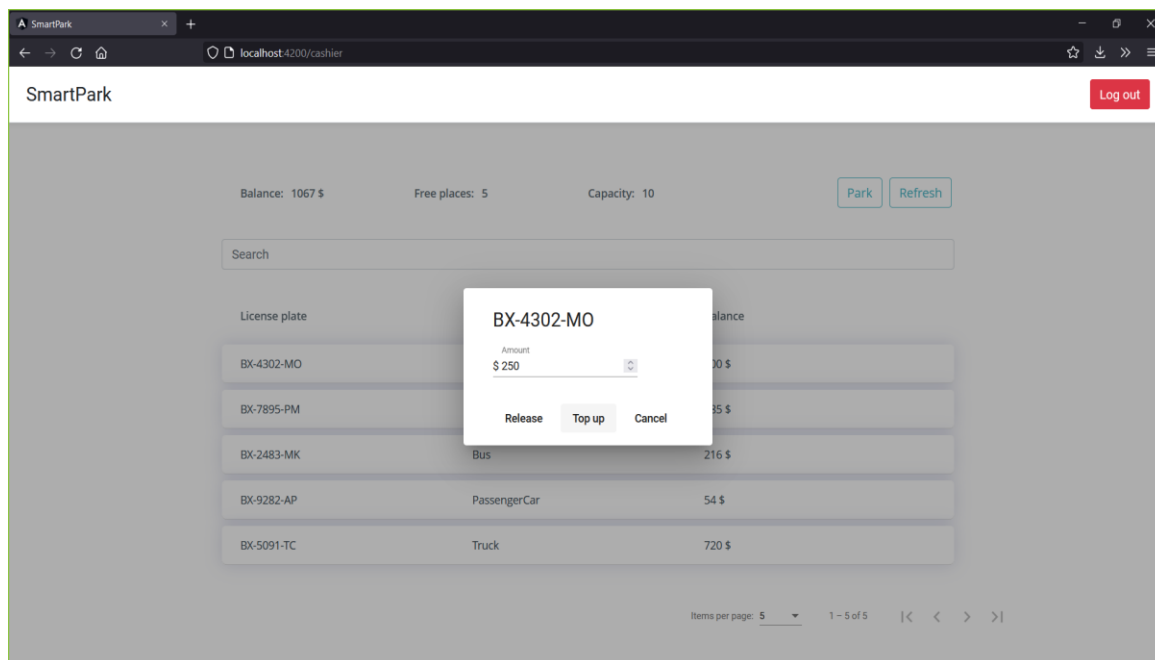 SmartPark
localhost:4200/cashier
SmartPark Log out
Balance: 1067 $ Free places: 5 Capacity: 10 Park Refresh
Search
License plate
BX-4302-MO
Amount
$ 250
Release Top up Cancel
BX-4302-MO
BX-7895-PM
BX-2483-MK Bus 216 $
BX-9282-AP PassengerCar 54 $
BX-5091-TC Truck 720 $
Items per page: 5 1 – 5 of 5